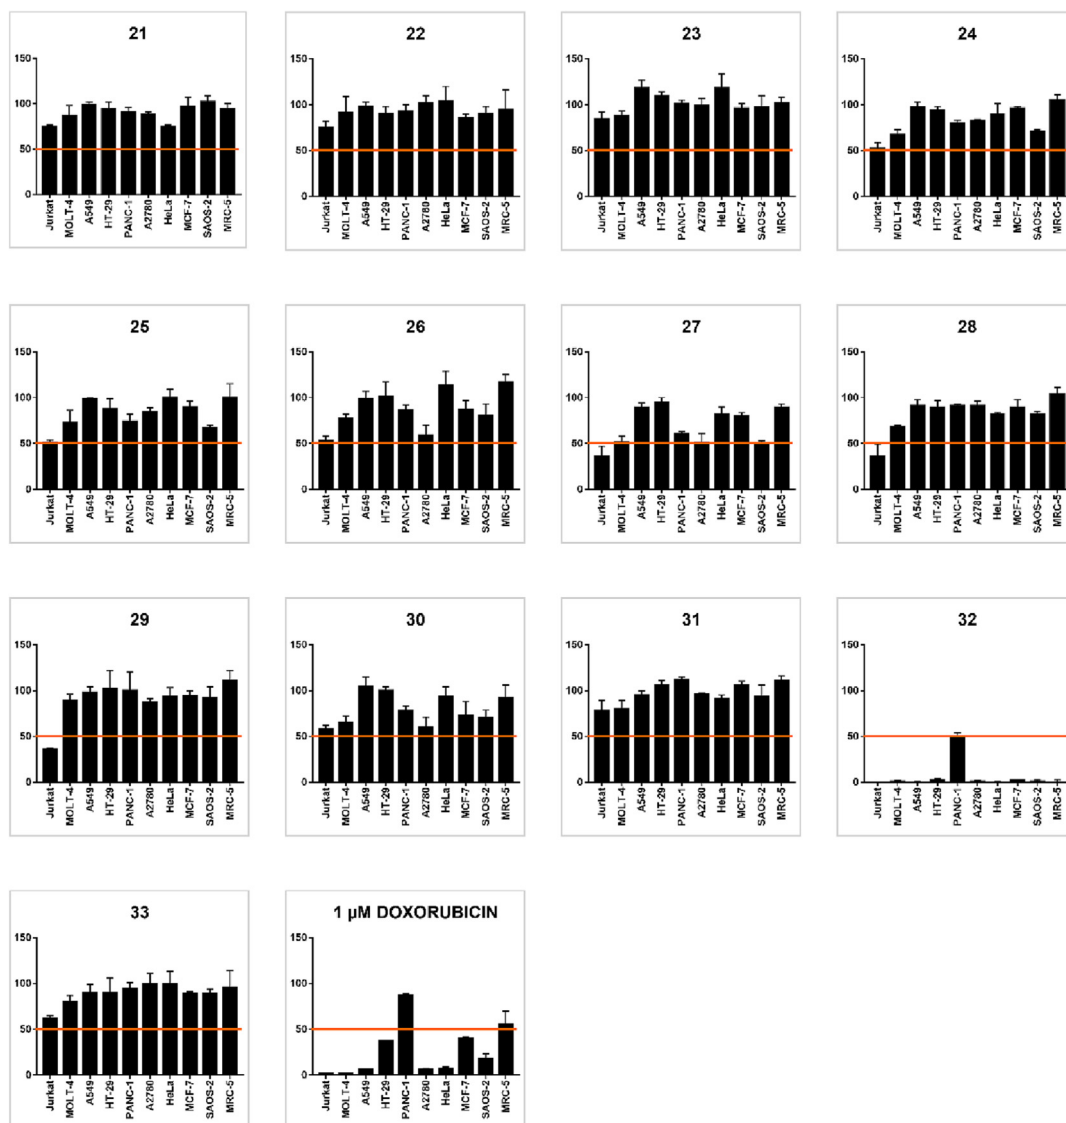 21
150
100
50
0
Jurkat
MOLT-4
A549
HT-29
PANC-1
A2780
HeLa
MCF-7
SAOS-2
MRC-5
22
150
100
50
0
Jurkat
MOLT-4
A549
HT-29
PANC-1
A2780
HeLa
MCF-7
SAOS-2
MRC-5
23
150
100
50
0
Jurkat
MOLT-4
A549
HT-29
PANC-1
A2780
HeLa
MCF-7
SAOS-2
MRC-5
24
150
100
50
0
Jurkat
MOLT-4
A549
HT-29
PANC-1
A2780
HeLa
MCF-7
SAOS-2
MRC-5
25
150
100
50
0
Jurkat
MOLT-4
A549
HT-29
PANC-1
A2780
HeLa
MCF-7
SAOS-2
MRC-5
26
150
100
50
0
Jurkat
MOLT-4
A549
HT-29
PANC-1
A2780
HeLa
MCF-7
SAOS-2
MRC-5
27
150
100
50
0
Jurkat
MOLT-4
A549
HT-29
PANC-1
A2780
HeLa
MCF-7
SAOS-2
MRC-5
28
150
100
50
0
Jurkat
MOLT-4
A549
HT-29
PANC-1
A2780
HeLa
MCF-7
SAOS-2
MRC-5
29
150
100
50
0
Jurkat
MOLT-4
A549
HT-29
PANC-1
A2780
HeLa
MCF-7
SAOS-2
MRC-5
30
150
100
50
0
Jurkat
MOLT-4
A549
HT-29
PANC-1
A2780
HeLa
MCF-7
SAOS-2
MRC-5
31
150
100
50
0
Jurkat
MOLT-4
A549
HT-29
PANC-1
A2780
HeLa
MCF-7
SAOS-2
MRC-5
32
150
100
50
0
Jurkat
MOLT-4
A549
HT-29
PANC-1
A2780
HeLa
MCF-7
SAOS-2
MRC-5
33
150
100
50
0
Jurkat
MOLT-4
A549
HT-29
PANC-1
A2780
HeLa
MCF-7
SAOS-2
MRC-5
1 µM DOXORUBICIN
150
100
50
0
Jurkat
MOLT-4
A549
HT-29
PANC-1
A2780
HeLa
MCF-7
SAOS-2
MRC-5